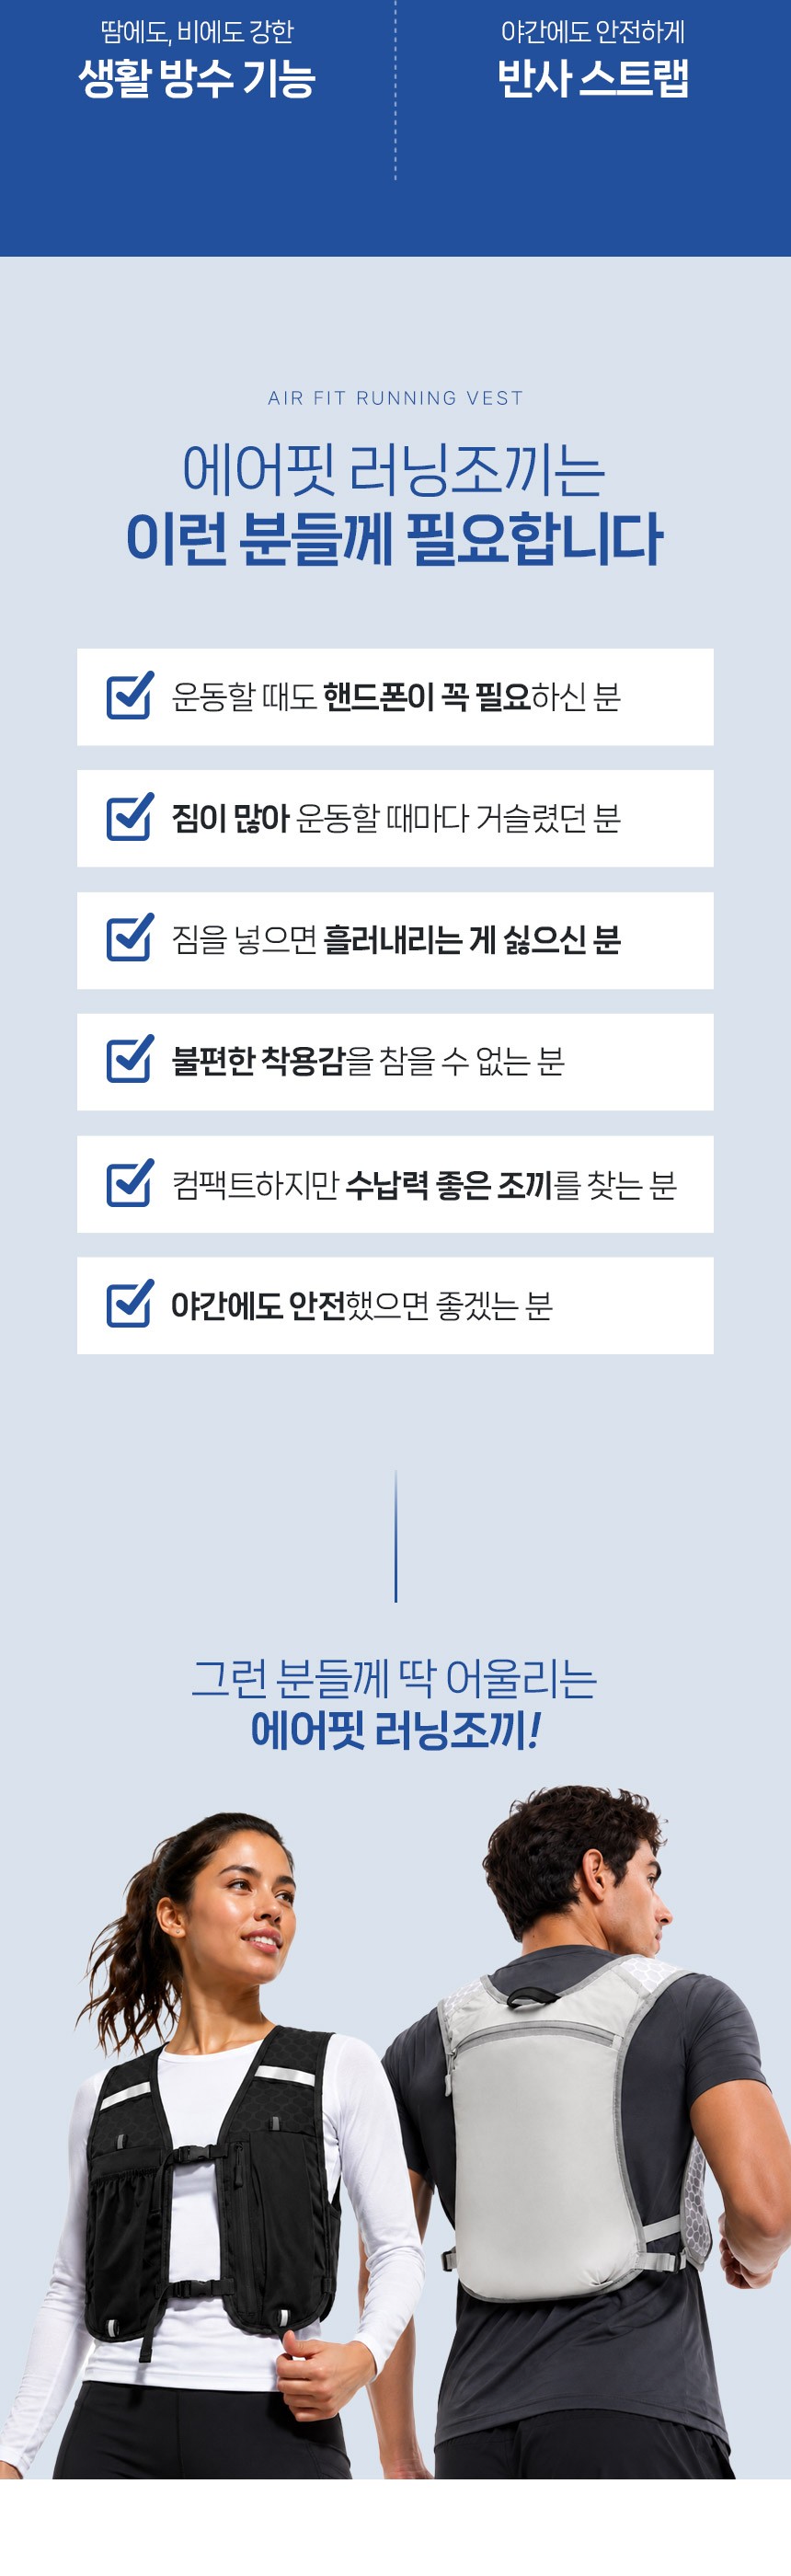 땀에도, 비에도 강한
생활 방수 기능
야간에도 안전하게
반사 스트랩
AIR FIT RUNNING VEST
에어핏 러닝조끼는
이런 분들께 필요합니다
운동할 때도 핸드폰이 꼭 필요하신 분
짐이 많아 운동할 때마다 거슬렸던 분
짐을 넣으면 흘러내리는 게 싫으신 분
불편한 착용감을 참을 수 없는 분
컴팩트하지만 수납력 좋은 조끼를 찾는 분
야간에도 안전했으면 좋겠는 분
그런 분들께 딱 어울리는
에어핏 러닝조끼!